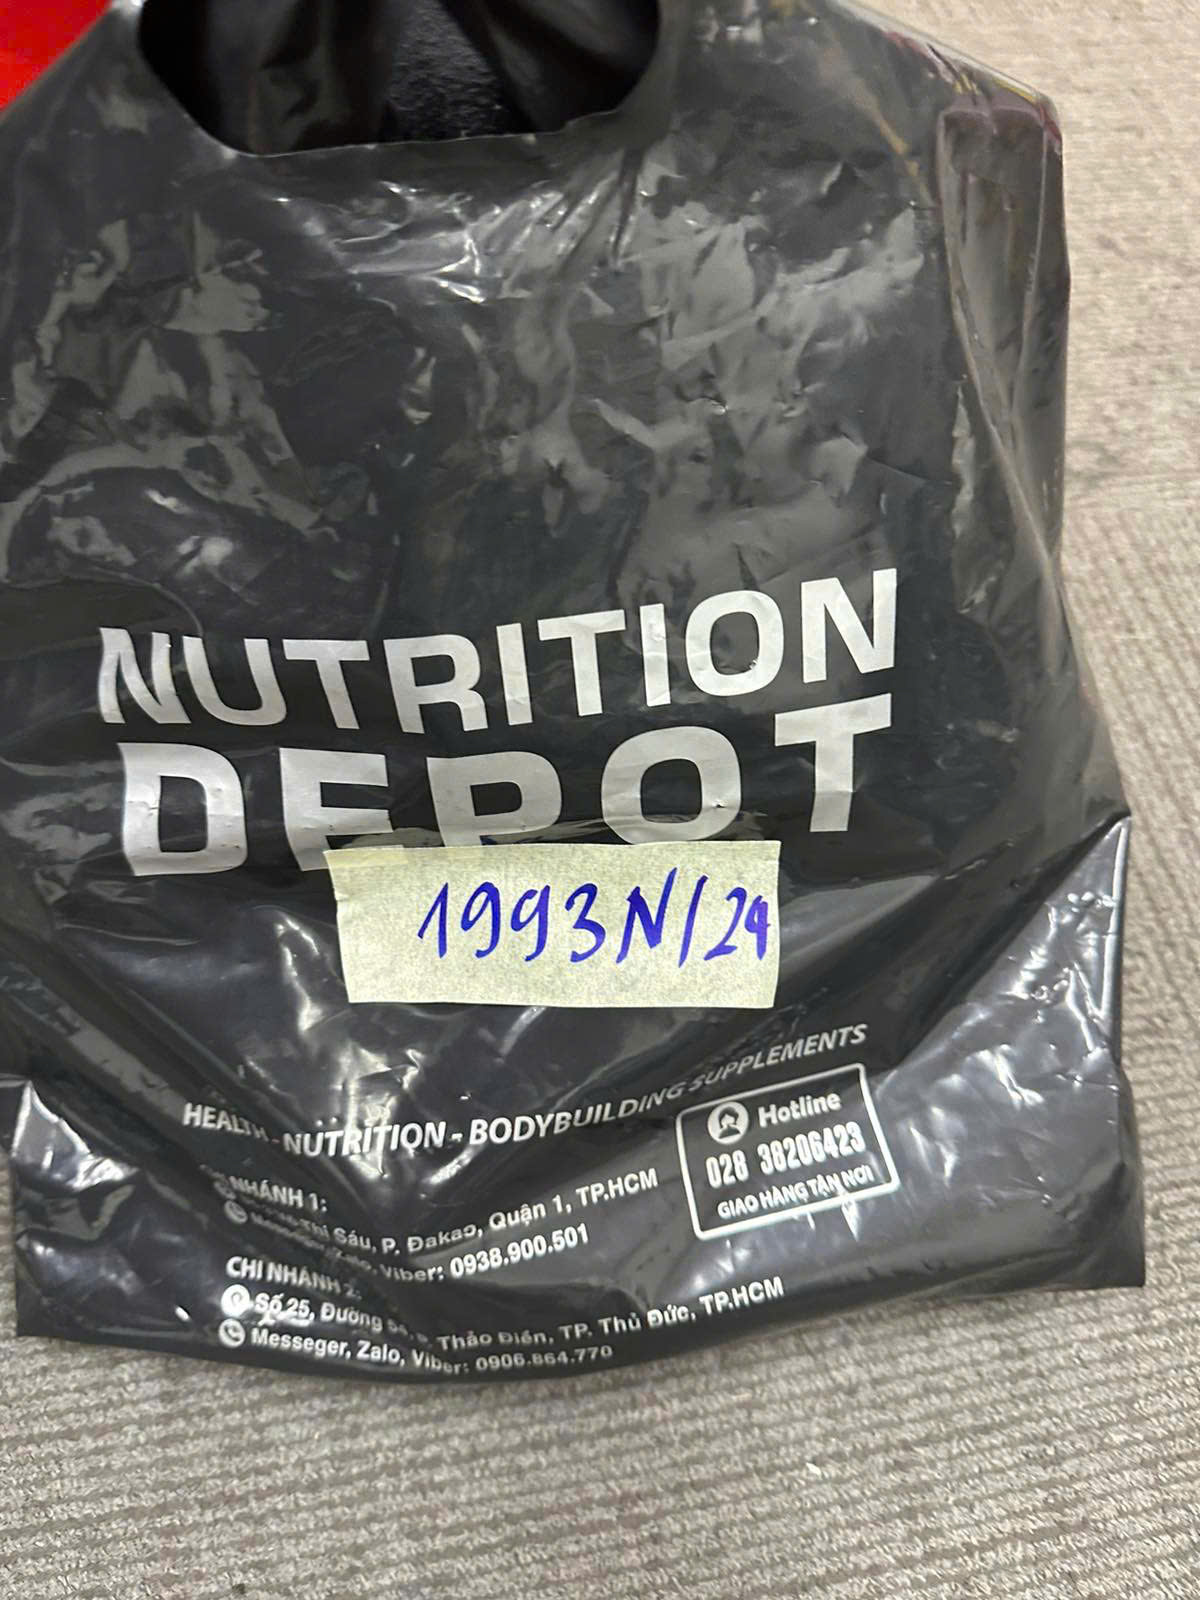 NUTRITION
DEPOT
1993N/24
HEALTH - NUTRITION - BODYBUILDING SUPPLEMENTS
Hotline
028 38206423
GIAO HÀNG TẬN NƠI
NHÁNH 1:
Thị Sáu, P. Đakao, Quận 1, TP.HCM
Viber: 0938.900.501
CHI NHÁNH 2:
Số 25, Đường Thảo Điền, TP. Thủ Đức, TP.HCM
Messeger, Zalo, Viber: 0906.864.770